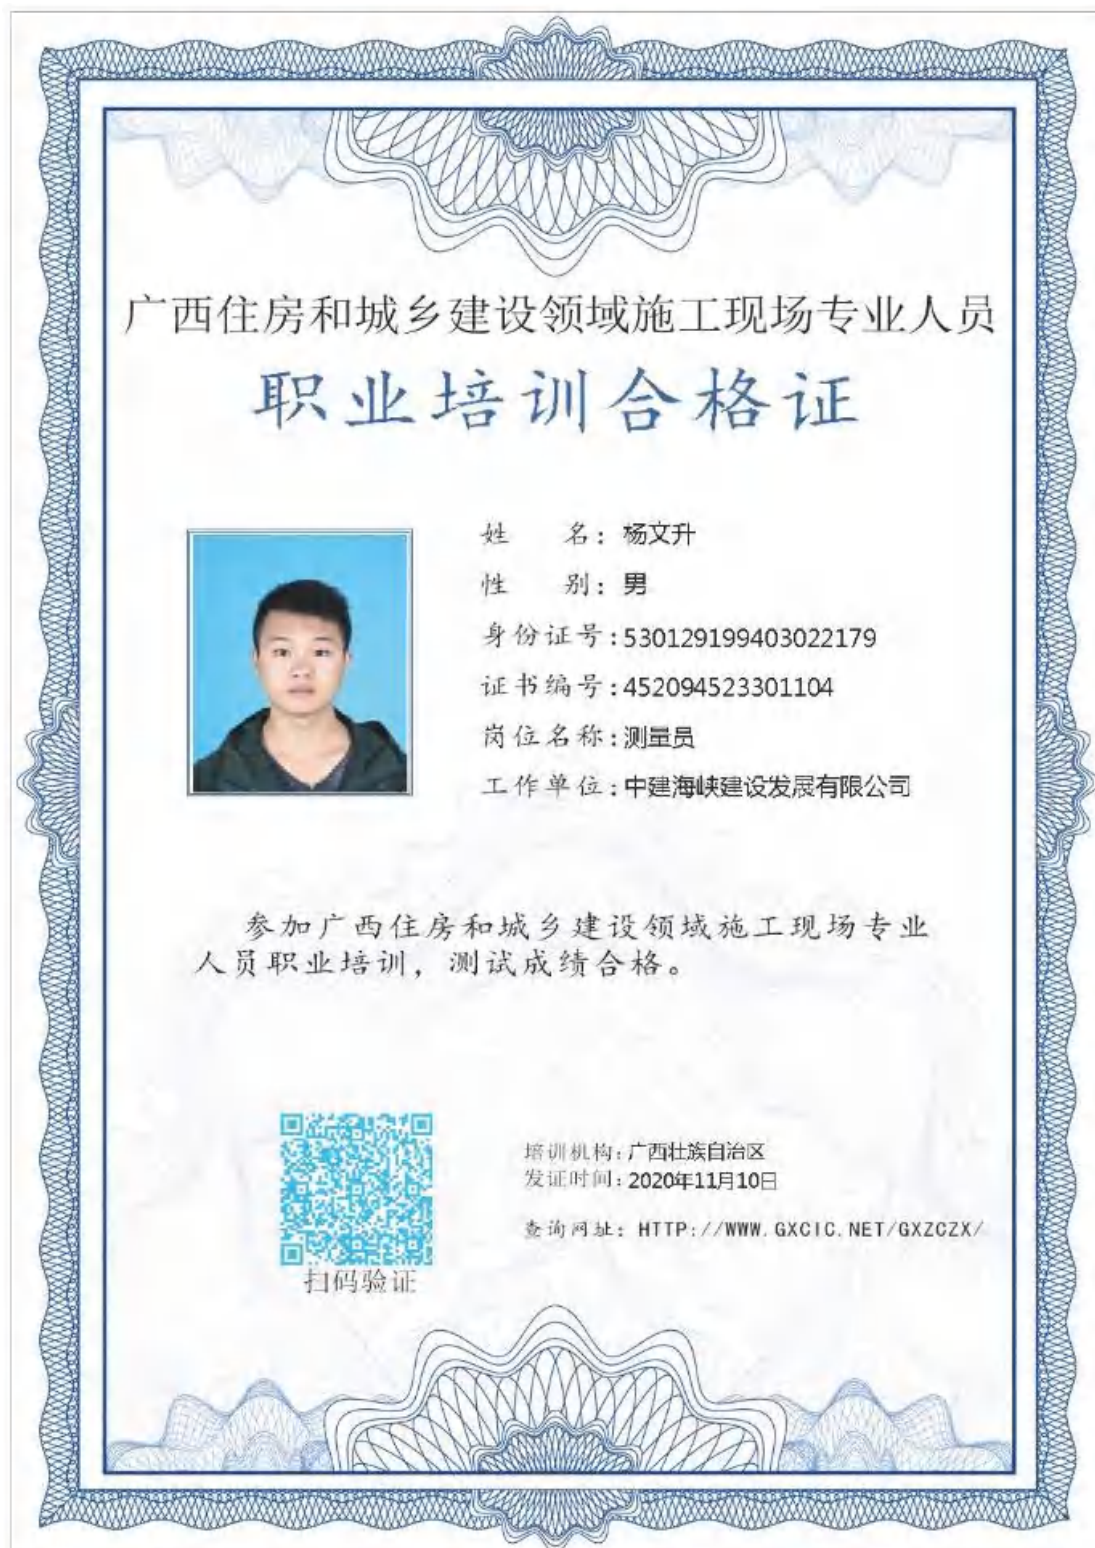 广西住房和城乡建设领域施工现场专业人员
职业培训合格证
姓 名：杨文升
性 别：男
身份证号：530129199403022179
证书编号：452094523301104
岗位名称：测量员
工作单位：中建海峡建设发展有限公司
参加广西住房和城乡建设领域施工现场专业
人员职业培训，测试成绩合格。
培训机构：广西壮族自治区
发证时间：2020年11月10日
查询网址：HTTP://WWW.GXCIC.NET/GXZCZX/
扫码验证